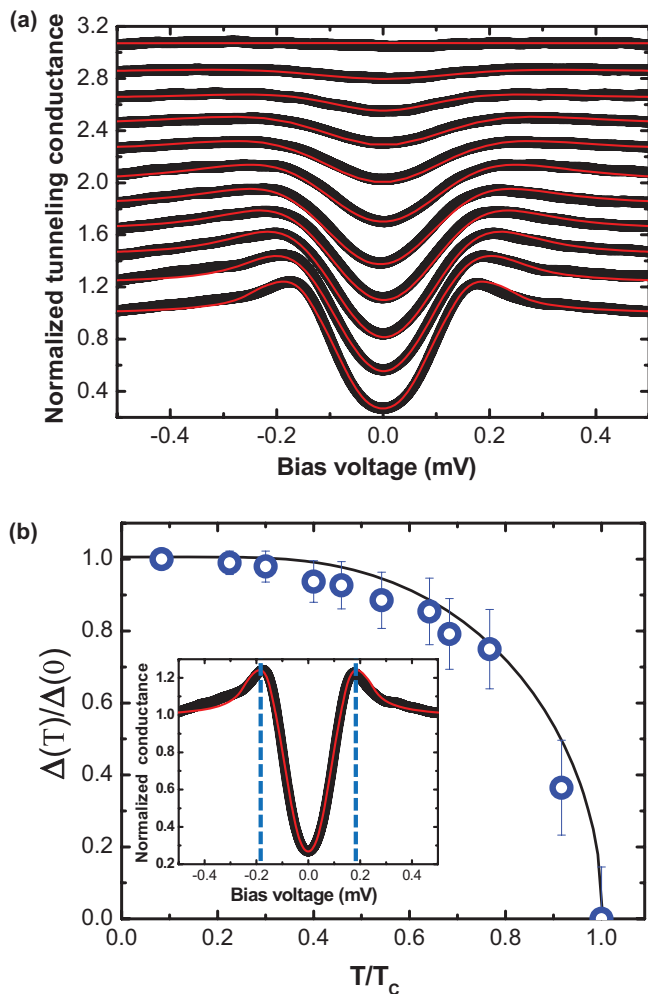 (a)
3.2
2.8
2.4
2.0
1.6
1.2
0.8
0.4
Normalized tunneling conductance
-0.4 -0.2 0.0 0.2 0.4
Bias voltage (mV)
(b)
1.0
0.8
0.6
0.4
0.2
0.0
Δ(T)/Δ(0)
1.2
1.0
0.8
0.6
0.4
0.2
Normalized conductance
-0.4 -0.2 0.0 0.2 0.4
Bias voltage (mV)
0.0 0.2 0.4 0.6 0.8 1.0
T/T_C